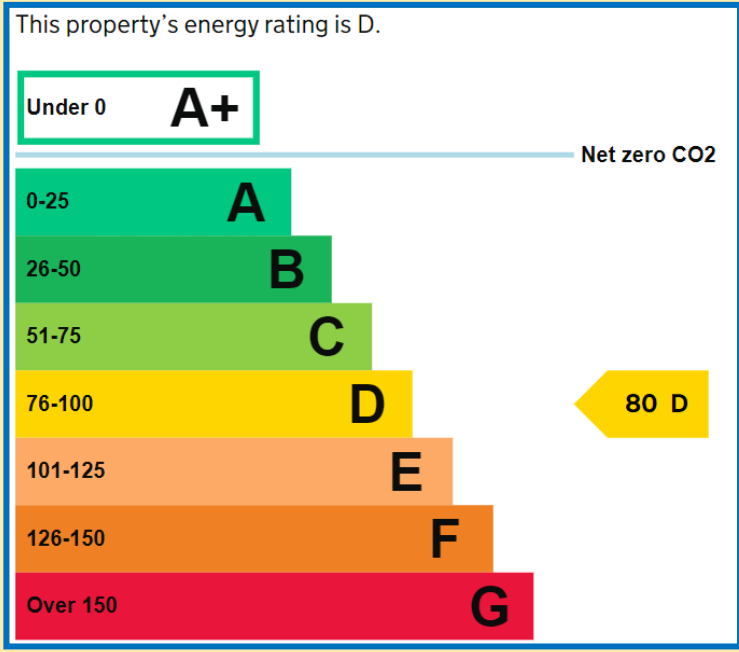 This property’s energy rating is D.
Under 0 A+
Net zero CO2
0-25 A
26-50 B
51-75 C
76-100 D 80 D
101-125 E
126-150 F
Over 150 G